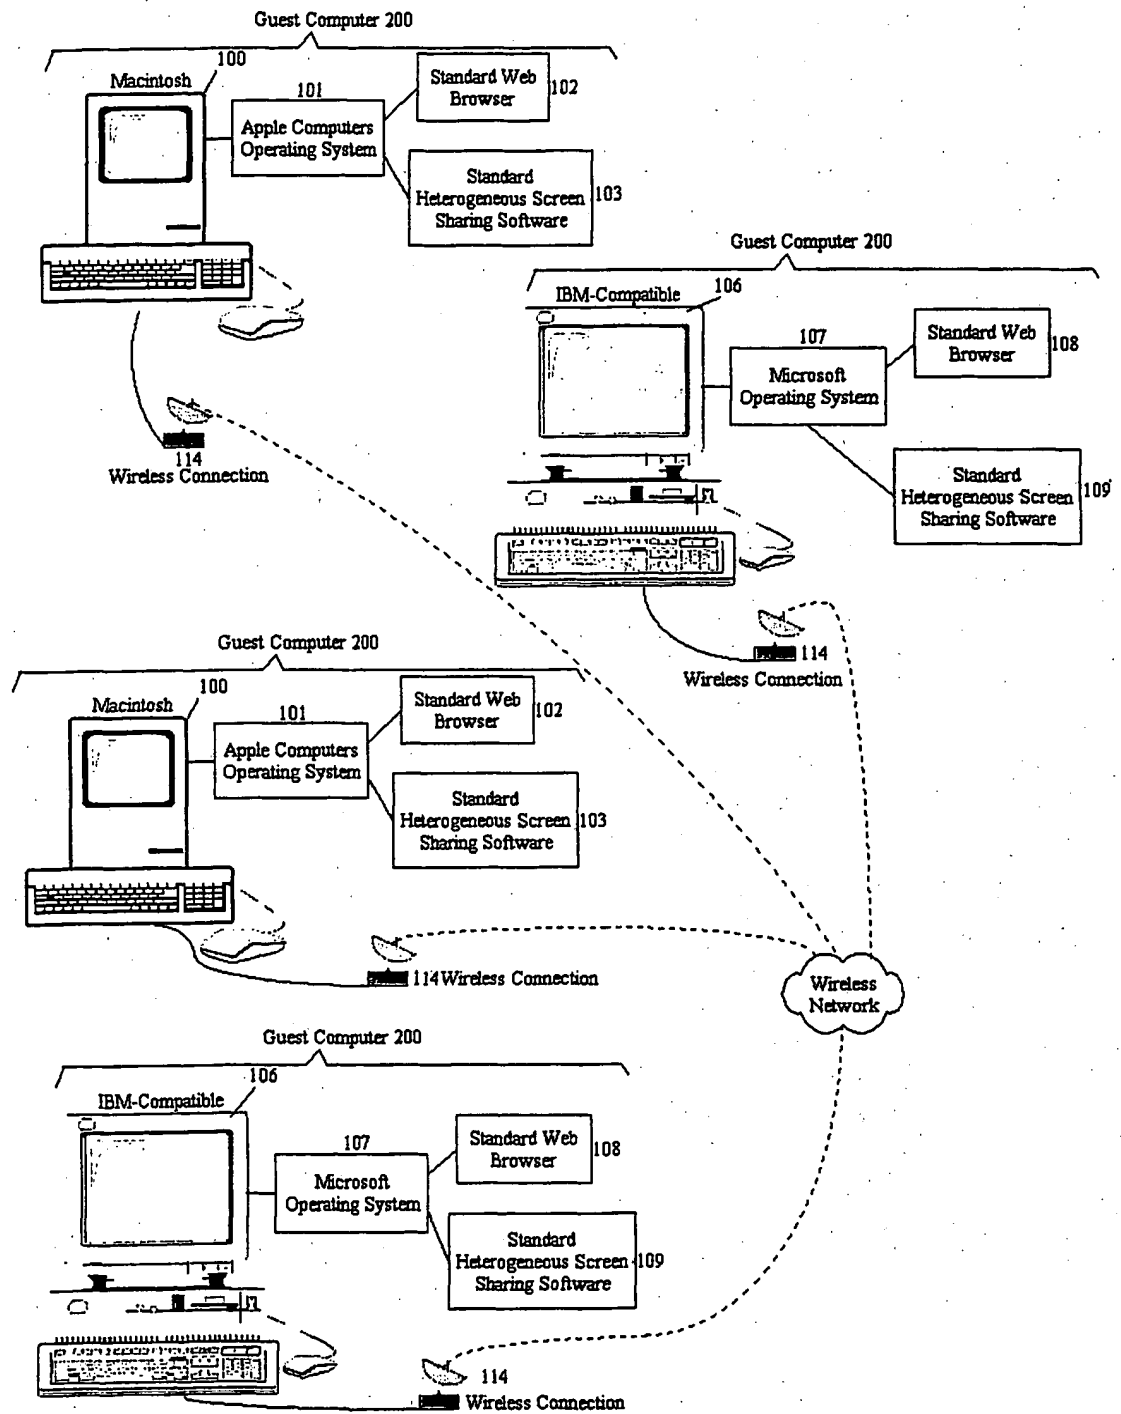 Guest Computer 200
100
Macintosh
101
Apple Computers
Operating System
Standard Web
Browser
102
Standard
Heterogeneous Screen
Sharing Software
103
114
Wireless Connection
Guest Computer 200
106
IBM-Compatible
107
Microsoft
Operating System
Standard Web
Browser
108
Standard
Heterogeneous Screen
Sharing Software
109
114
Wireless Connection
Guest Computer 200
100
Macintosh
101
Apple Computers
Operating System
Standard Web
Browser
102
Standard
Heterogeneous Screen
Sharing Software
103
114 Wireless Connection
Wireless
Network
Guest Computer 200
106
IBM-Compatible
107
Microsoft
Operating System
Standard Web
Browser
108
Standard
Heterogeneous Screen
Sharing Software
109
114
Wireless Connection